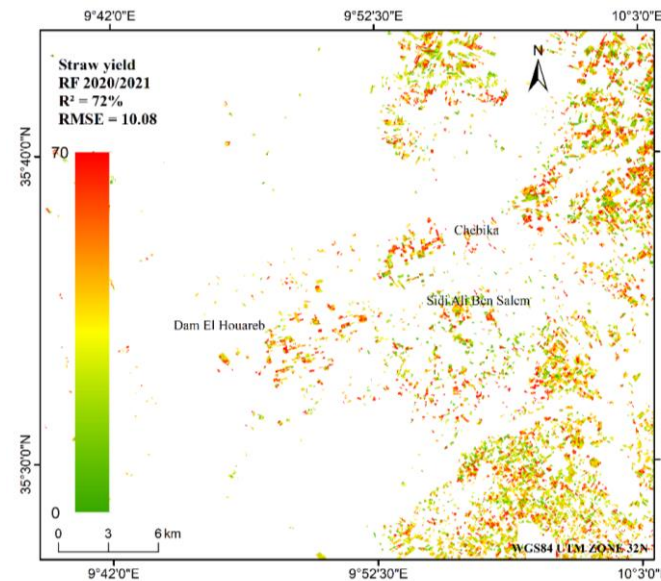 9°42'0"E 9°52'30"E 10°3'0"E
Straw yield
RF 2020/2021
R² = 72%
RMSE = 10.08
N
70
35°40'0"N
Chebika
Sidi Ali Ben Salem
Dam El Houareb
35°30'0"N
0
0 3 6 km
WGS84 UTM ZONE 32N
9°42'0"E 9°52'30"E 10°3'0"E